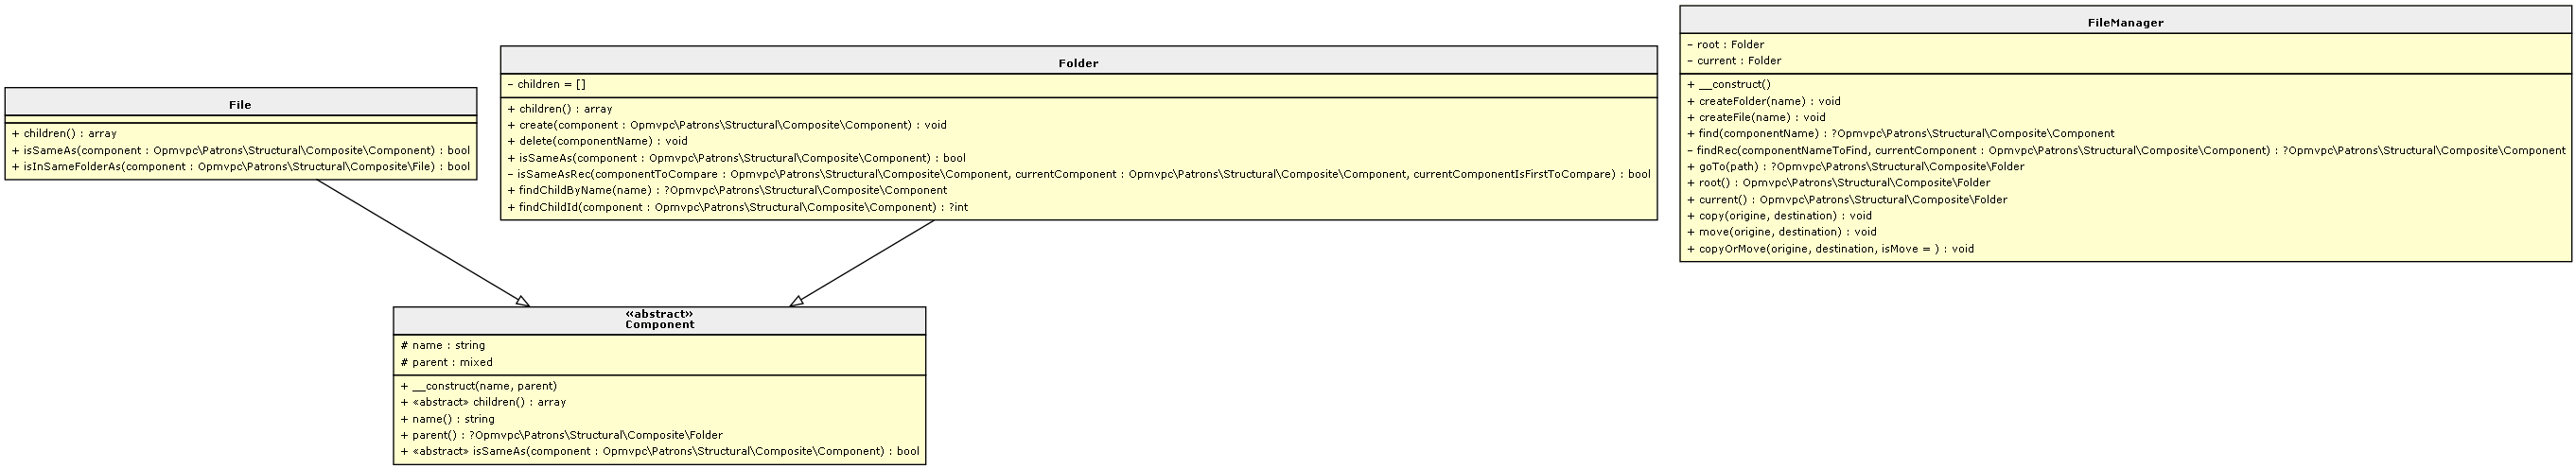 File
+ children() : array
+ isSameAs(component : Opmvpc\Patrons\Structural\Composite\Component) : bool
+ isInSameFolderAs(component : Opmvpc\Patrons\Structural\Composite\File) : bool
Folder
- children = []
+ children() : array
+ create(component : Opmvpc\Patrons\Structural\Composite\Component) : void
+ delete(componentName) : void
+ isSameAs(component : Opmvpc\Patrons\Structural\Composite\Component) : bool
- isSameAsRec(componentToCompare : Opmvpc\Patrons\Structural\Composite\Component, currentComponent : Opmvpc\Patrons\Structural\Composite\Component, currentComponentIsFirstToCompare) : bool
+ findChildByName(name) : ?Opmvpc\Patrons\Structural\Composite\Component
+ findChildId(component : Opmvpc\Patrons\Structural\Composite\Component) : ?int
FileManager
- root : Folder
- current : Folder
+ __construct()
+ createFolder(name) : void
+ createFile(name) : void
+ find(componentName) : ?Opmvpc\Patrons\Structural\Composite\Component
- findRec(componentNameToFind, currentComponent : Opmvpc\Patrons\Structural\Composite\Component) : ?Opmvpc\Patrons\Structural\Composite\Component
+ goTo(path) : ?Opmvpc\Patrons\Structural\Composite\Folder
+ root() : Opmvpc\Patrons\Structural\Composite\Folder
+ current() : Opmvpc\Patrons\Structural\Composite\Folder
+ copy(origine, destination) : void
+ move(origine, destination) : void
+ copyOrMove(origine, destination, isMove = ) : void
«abstract»
Component
# name : string
# parent : mixed
+ __construct(name, parent)
+ «abstract» children() : array
+ name() : string
+ parent() : ?Opmvpc\Patrons\Structural\Composite\Folder
+ «abstract» isSameAs(component : Opmvpc\Patrons\Structural\Composite\Component) : bool